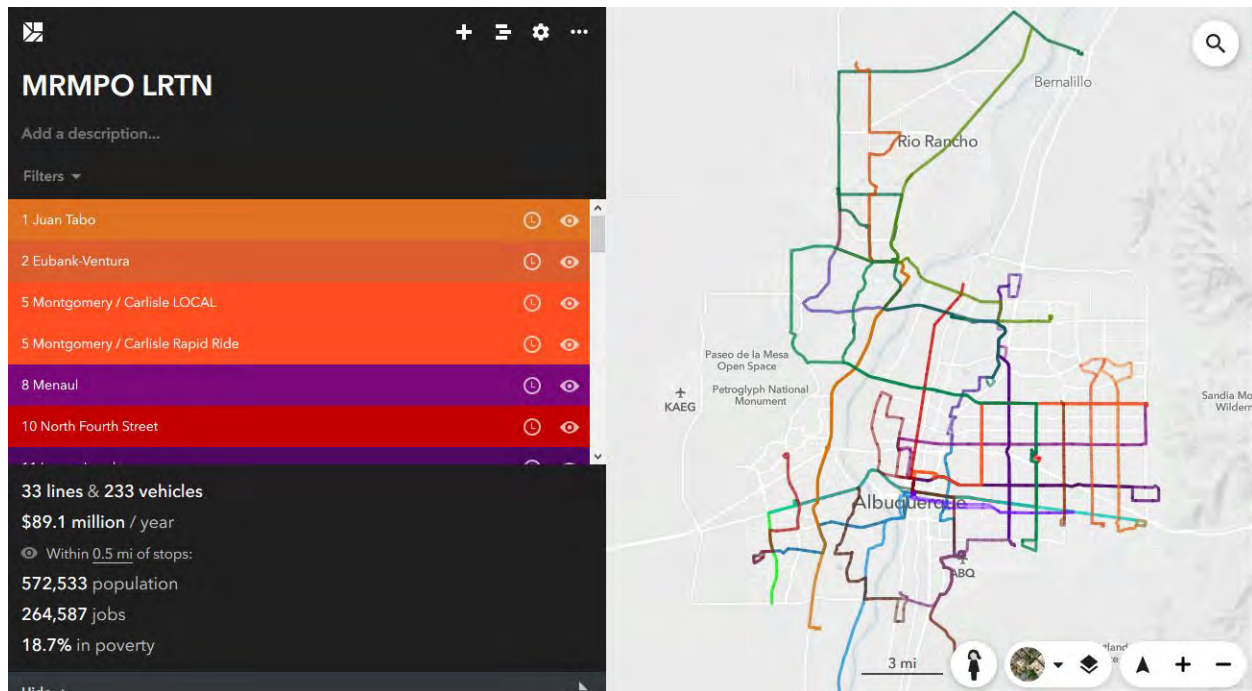 MRMPO LRTN
Add a description...
Filters
1 Juan Tabo
2 Eubank-Ventura
5 Montgomery / Carlisle LOCAL
5 Montgomery / Carlisle Rapid Ride
8 Menaul
10 North Fourth Street
33 lines & 233 vehicles
$89.1 million / year
Within 0.5 mi of stops:
572,533 population
264,587 jobs
18.7% in poverty
Bernalillo
Rio Rancho
Paseo de la Mesa
Open Space
Petroglyph National
Monument
KAEG
Sandia Mo
Wildern
Albuquerque
ABQ
3 mi